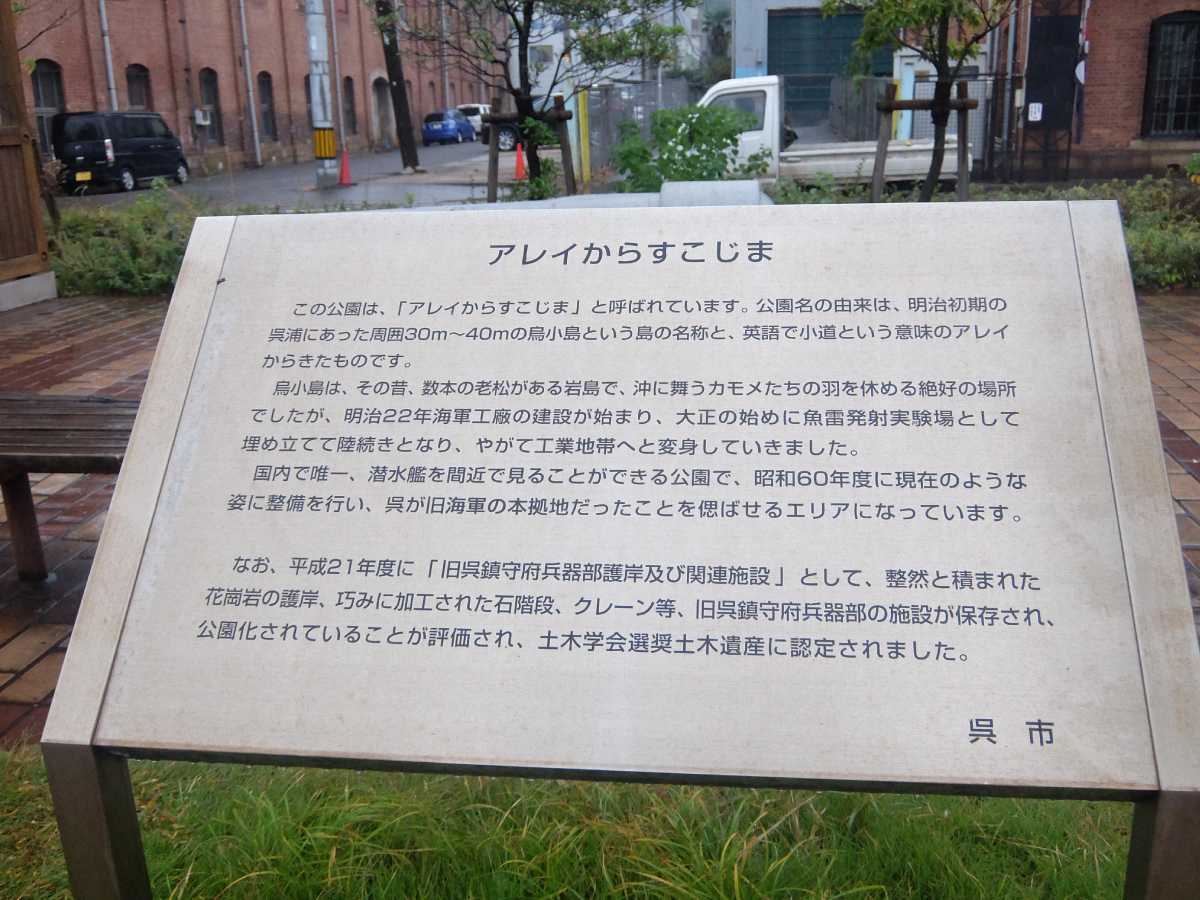 アレイからすこじま
この公園は、「アレイからすこじま」と呼ばれています。公園名の由来は、明治初期の
呉浦にあった周囲30m～40mの烏小島という島の名称と、英語で小道という意味のアレイ
からきたものです。
烏小島は、その昔、数本の老松がある岩島で、沖に舞うカモメたちの羽を休める絶好の場所
でしたが、明治22年海軍工廠の建設が始まり、大正の始めに魚雷発射実験場として
埋め立てて陸続きとなり、やがて工業地帯へと変身していきました。
国内で唯一、潜水艦を間近で見ることができる公園で、昭和60年度に現在のような
姿に整備を行い、呉が旧海軍の本拠地だったことを偲ばせるエリアになっています。
なお、平成21年度に「旧呉鎮守府兵器部護岸及び関連施設」として、整然と積まれた
花崗岩の護岸、巧みに加工された石階段、クレーン等、旧呉鎮守府兵器部の施設が保存され、
公園化されていることが評価され、土木学会選奨土木遺産に認定されました。
呉 市